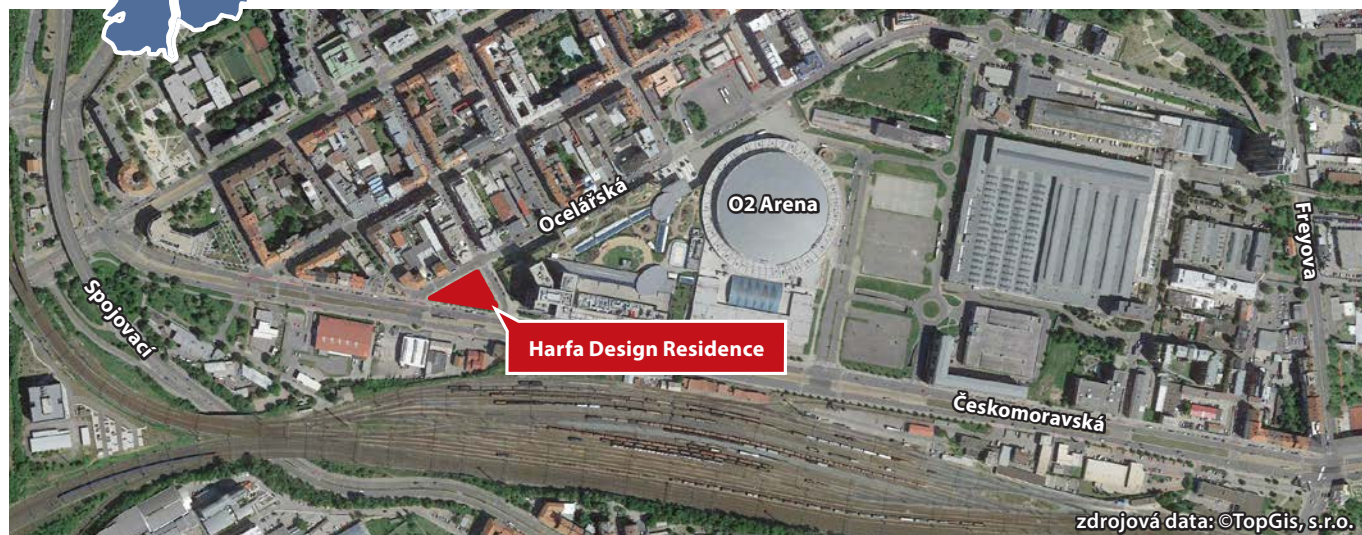 Ocelářská
O2 Arena
Freyova
Spojovací
Harfa Design Residence
Českomoravská
zdrojová data: ©TopGis, s.r.o.